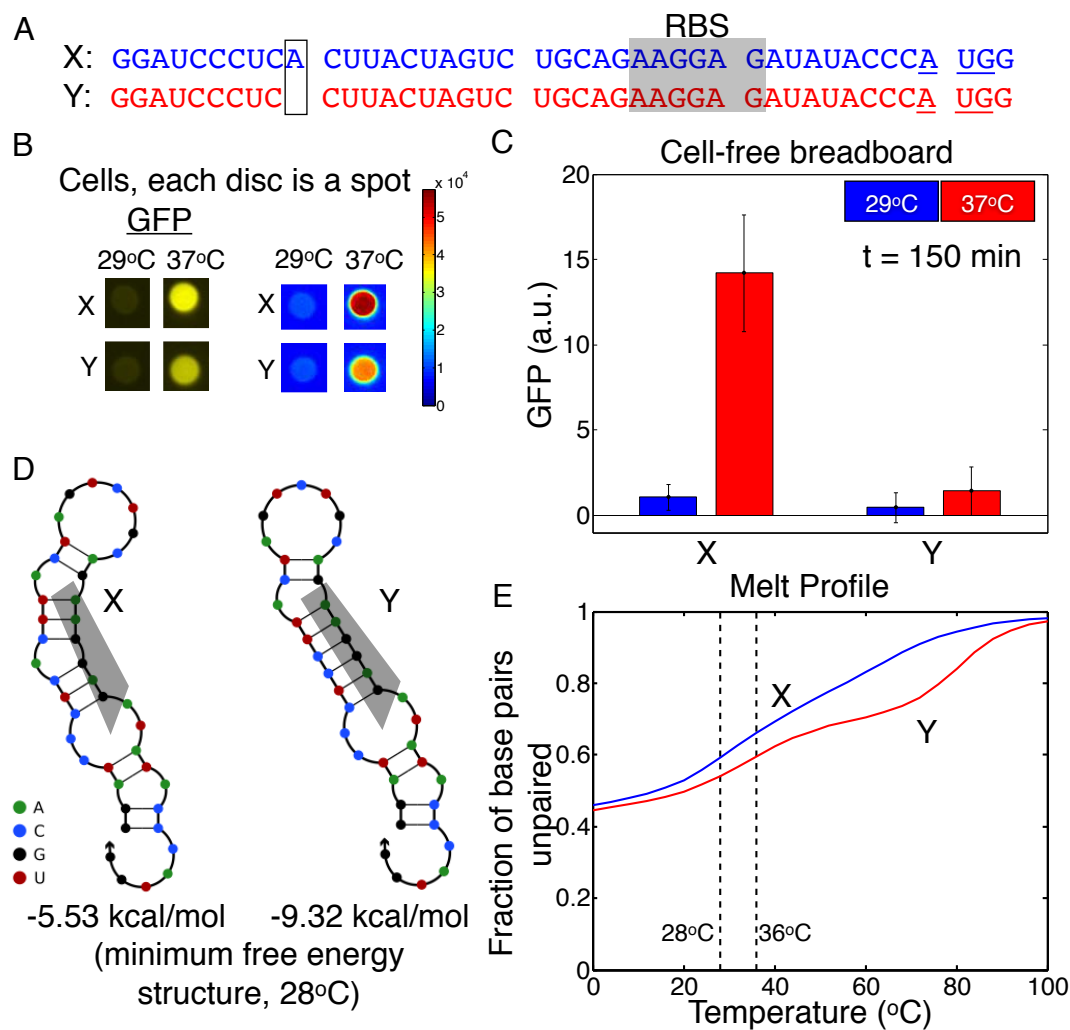 A
RBS
X: GGAUCCCUCA CUUACUAGUC UGCAGAAGGA GAUAUACCCA UGG
Y: GGAUCCCUC CUUACUAGUC UGCAGAAGGA GAUAUACCCA UGG
B
Cells, each disc is a spot
GFP
29°C 37°C
29°C 37°C
X
Y
X
Y
x 10⁴
5
4
3
2
1
0
C
Cell-free breadboard
29°C 37°C
t = 150 min
GFP (a.u.)
20
15
10
5
0
X Y
D
X
Y
A
C
G
U
-5.53 kcal/mol -9.32 kcal/mol
(minimum free energy
structure, 28°C)
E
Melt Profile
Fraction of base pairs
unpaired
1
0.8
0.6
0.4
0.2
0
X
Y
28°C 36°C
0 20 40 60 80 100
Temperature (°C)